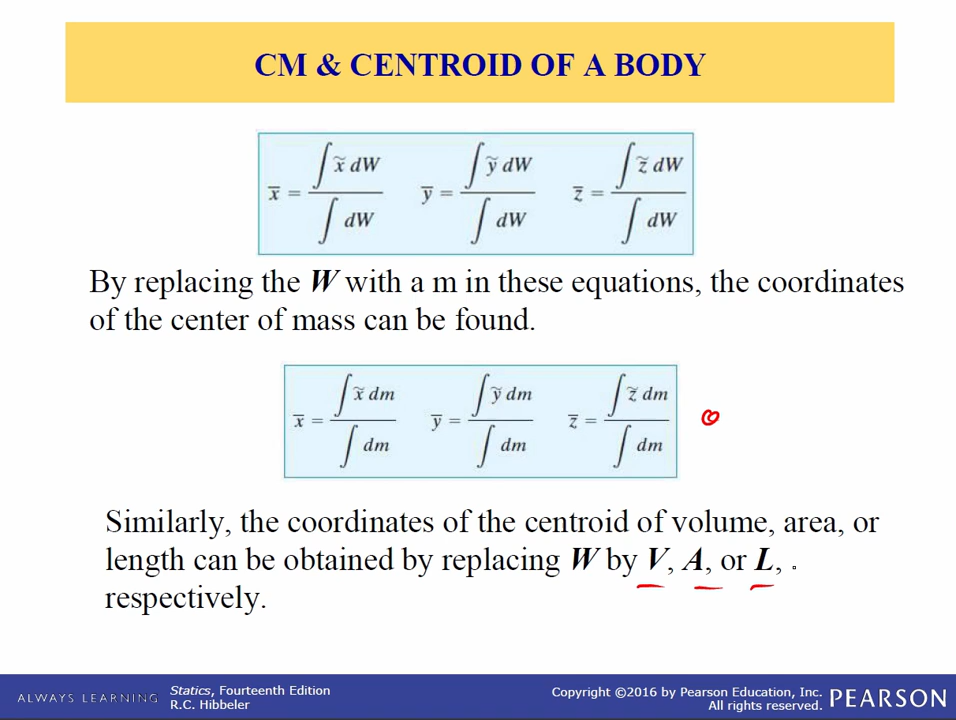 CM & CENTROID OF A BODY
x̄ = ∫ x̃ dW / ∫ dW    ȳ = ∫ ỹ dW / ∫ dW    z̄ = ∫ z̃ dW / ∫ dW
By replacing the W with a m in these equations, the coordinates
of the center of mass can be found.
x̄ = ∫ x̃ dm / ∫ dm    ȳ = ∫ ỹ dm / ∫ dm    z̄ = ∫ z̃ dm / ∫ dm
Similarly, the coordinates of the centroid of volume, area, or
length can be obtained by replacing W by V, A, or L,
respectively.
ALWAYS LEARNING
Statics, Fourteenth Edition
R.C. Hibbeler
Copyright ©2016 by Pearson Education, Inc.
All rights reserved.
PEARSON